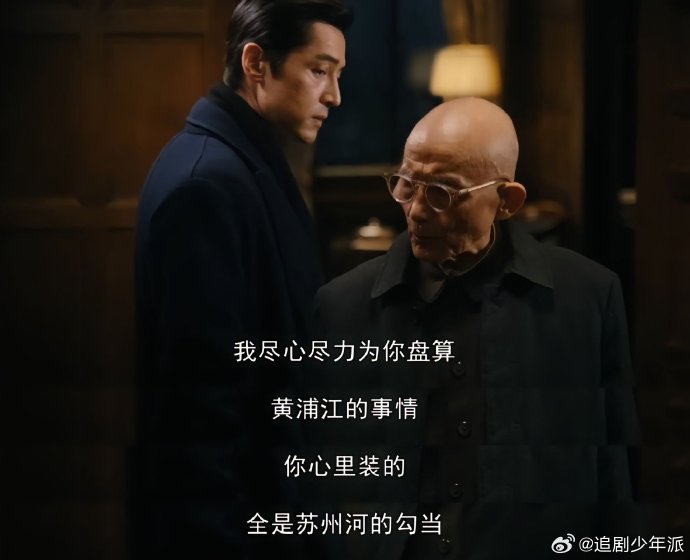 我尽心尽力为你盘算
黄浦江的事情
你心里装的
全是苏州河的勾当
@追剧少年派